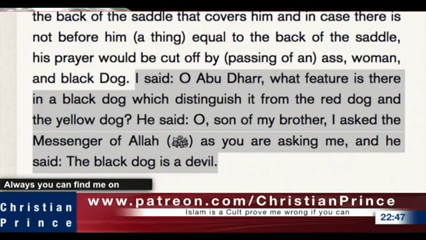 the back of the saddle that covers him and in case there is
not before him (a thing) equal to the back of the saddle,
his prayer would be cut off by (passing of an) ass, woman,
and black Dog. I said: O Abu Dharr, what feature is there
in a black dog which distinguish it from the red dog and
the yellow dog? He said: O, son of my brother, I asked the
Messenger of Allah (ﷺ) as you are asking me, and he
said: The black dog is a devil.
Always you can find me on
Christian
Prince
www.patreon.com/ChristianPrince
Islam is a Cult prove me wrong if you can
22:47